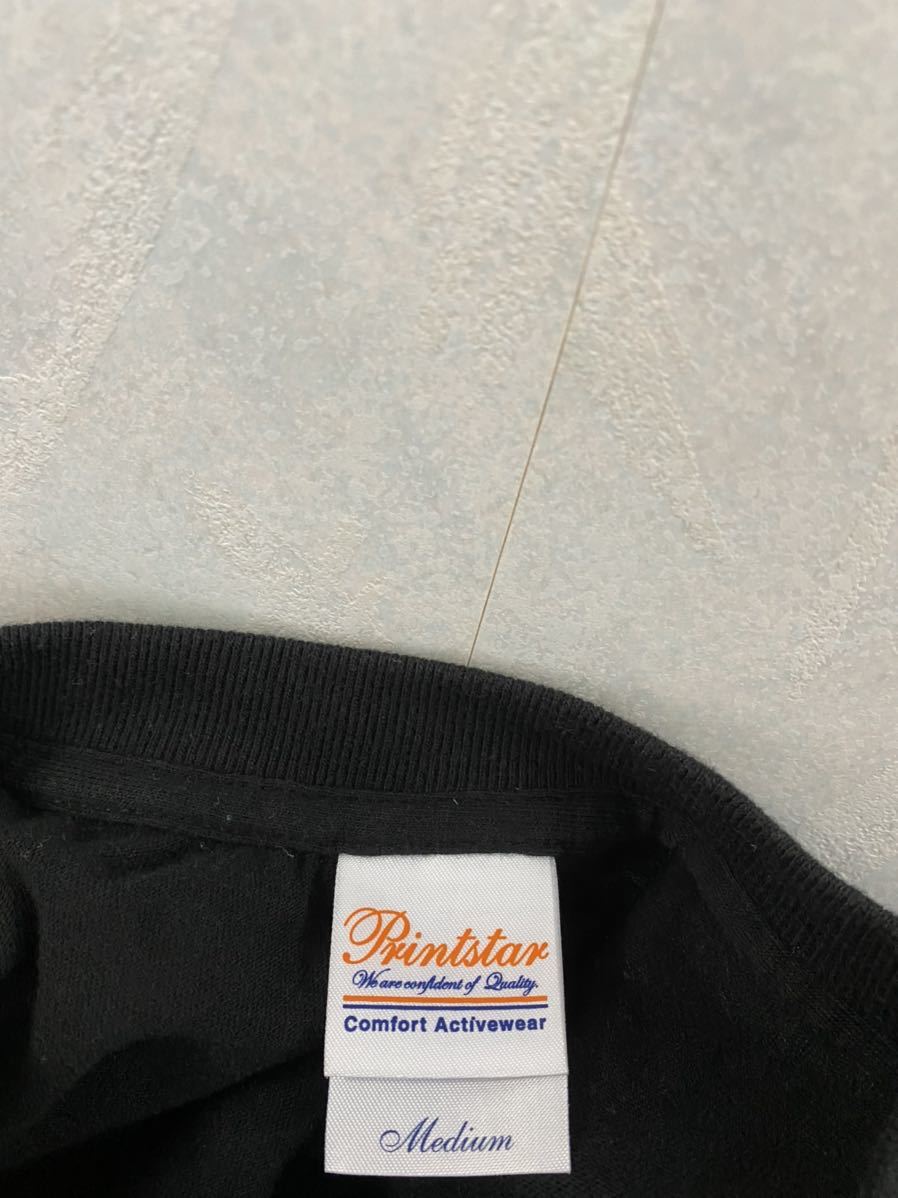 Printstar
We are confident of Quality.
Comfort Activewear
Medium